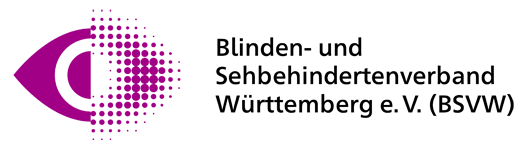 Blinden- und
Sehbehindertenverband
Württemberg e. V. (BSVW)